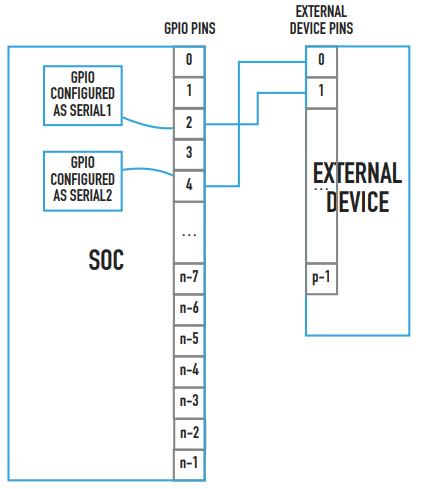 GPIO PINS
EXTERNAL
DEVICE PINS
GPIO
CONFIGURED
AS SERIAL1
GPIO
CONFIGURED
AS SERIAL2
SOC
0
1
2
3
4
...
n-7
n-6
n-5
n-4
n-3
n-2
n-1
0
1
...
p-1
EXTERNAL
DEVICE